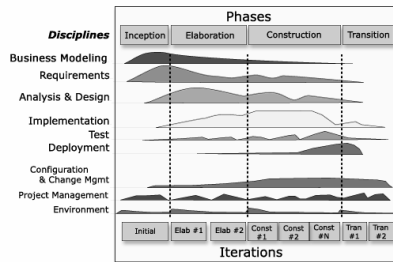 Phases
Disciplines
Inception
Elaboration
Construction
Transition
Business Modeling
Requirements
Analysis & Design
Implementation
Test
Deployment
Configuration
& Change Mgmt
Project Management
Environment
Initial
Elab #1
Elab #2
Const
#1
Const
#2
Const
#N
Tran
#1
Tran
#2
Iterations